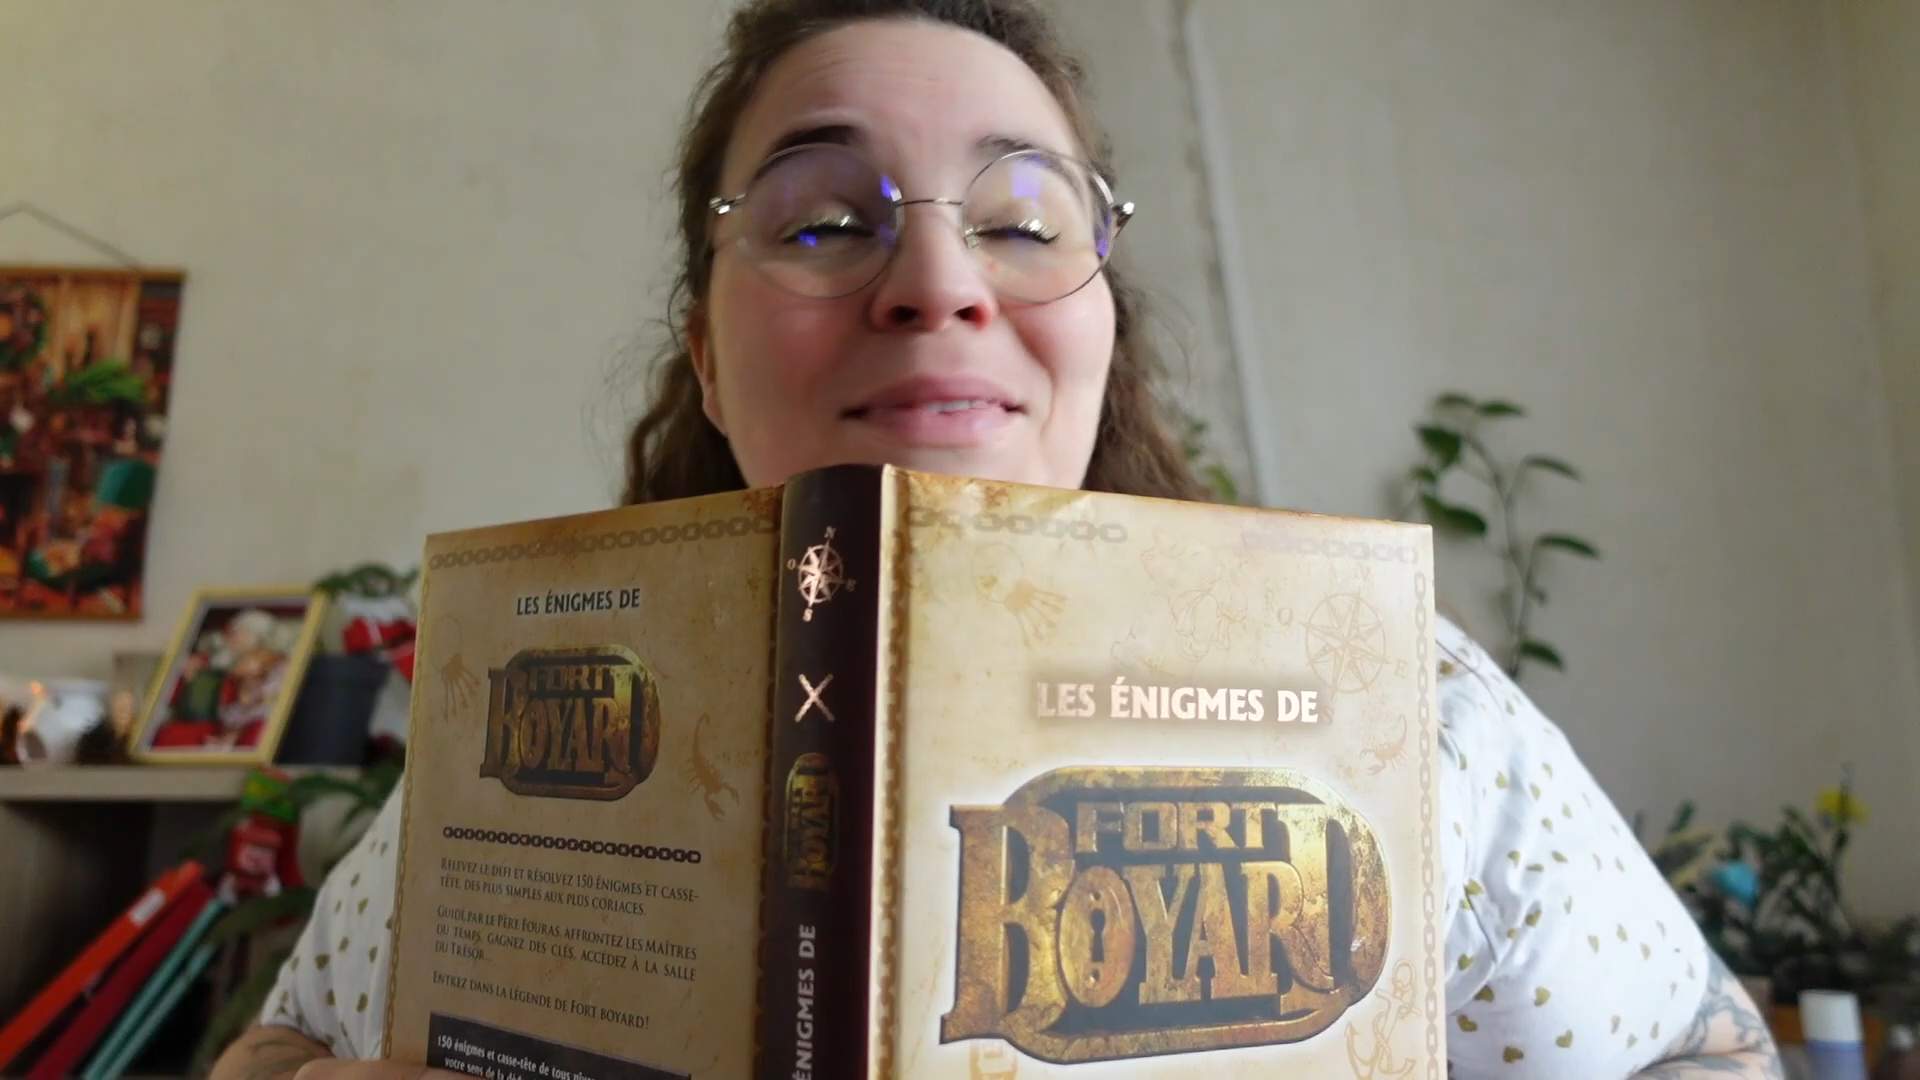 LES ÉNIGMES DE
FORT
BOYARD
RELEVEZ LE DÉFI ET RÉSOLVEZ 150 ÉNIGMES ET CASSE-
TÊTE, DES PLUS SIMPLES AUX PLUS CORIACES.
GUIDÉ PAR LE PÈRE FOURAS, AFFRONTEZ LES MAÎTRES
DU TEMPS, GAGNEZ DES CLÉS, ACCÉDEZ À LA SALLE
DU TRÉSOR...
ENTREZ DANS LA LÉGENDE DE FORT BOYARD!
150 énigmes et casse-tête de tous
votre sens de la
N
O
E
S
BOYARD
ÉNIGMES DE
LES ÉNIGMES DE
FORT
BOYARD